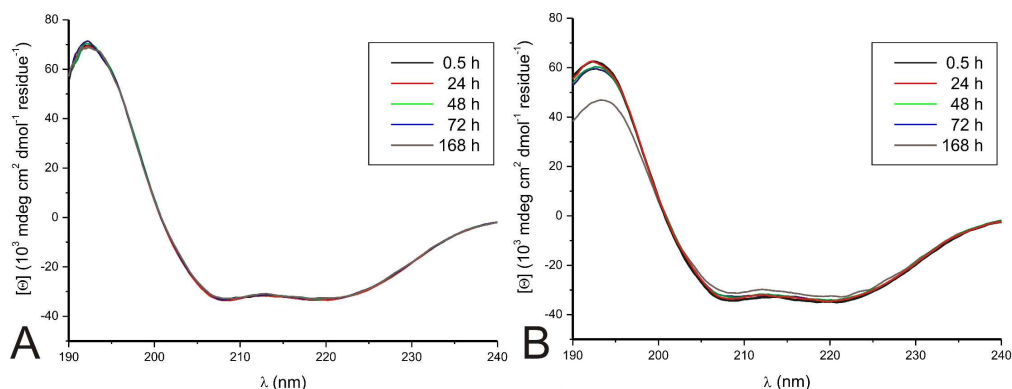 80
60
40
20
0
-20
-40
190
200
210
220
230
240
[Θ] (10³ mdeg cm² dmol⁻¹ residue⁻¹)
λ (nm)
0.5 h
24 h
48 h
72 h
168 h
A
80
60
40
20
0
-20
-40
190
200
210
220
230
240
[Θ] (10³ mdeg cm² dmol⁻¹ residue⁻¹)
λ (nm)
0.5 h
24 h
48 h
72 h
168 h
B